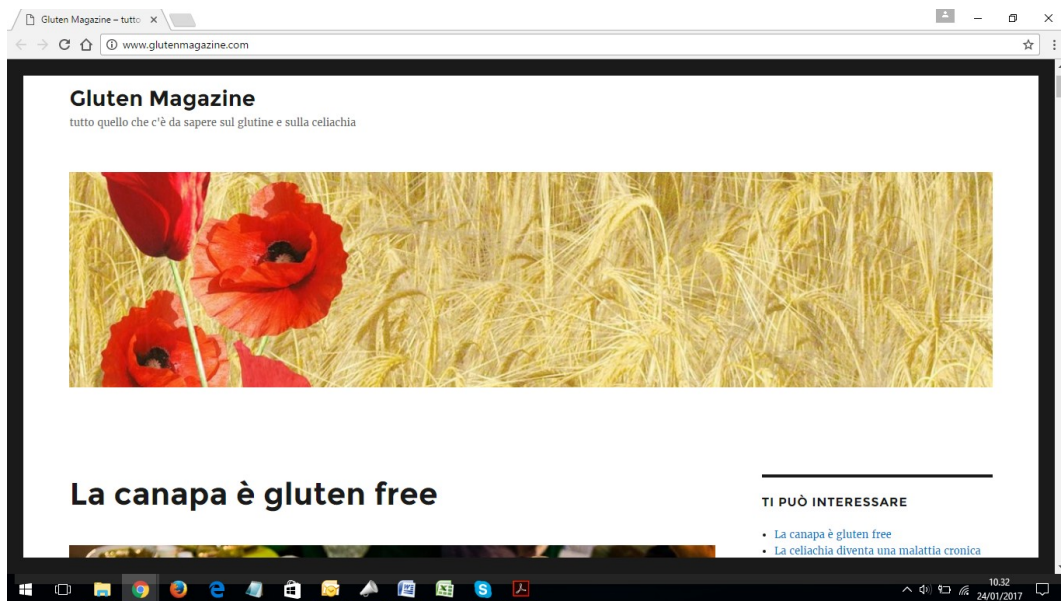 Gluten Magazine – tutto
www.glutenmagazine.com
Gluten Magazine
tutto quello che c'è da sapere sul glutine e sulla celiachia
La canapa è gluten free
TI PUÒ INTERESSARE
La canapa è gluten free
La celiachia diventa una malattia cronica
10.32
24/01/2017